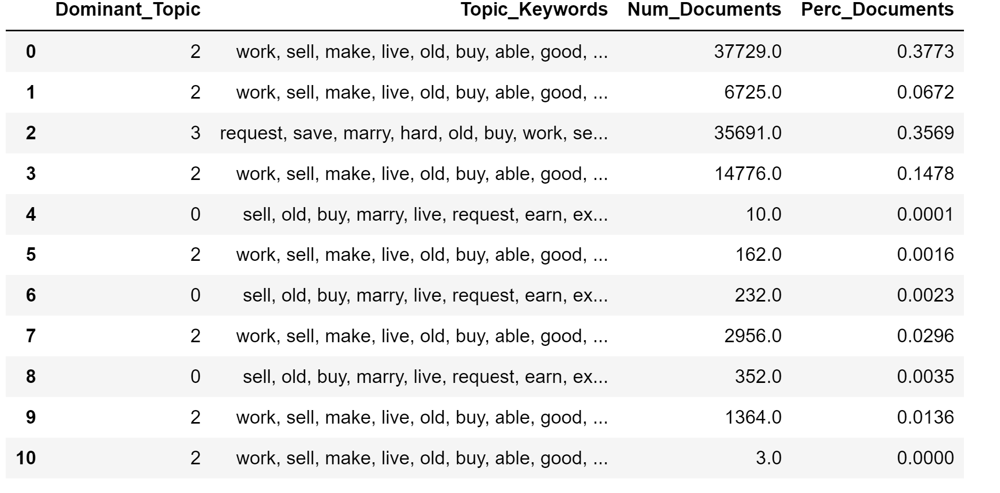 Dominant_Topic Topic_Keywords Num_Documents Perc_Documents
0 2 work, sell, make, live, old, buy, able, good, ... 37729.0 0.3773
1 2 work, sell, make, live, old, buy, able, good, ... 6725.0 0.0672
2 3 request, save, marry, hard, old, buy, work, se... 35691.0 0.3569
3 2 work, sell, make, live, old, buy, able, good, ... 14776.0 0.1478
4 0 sell, old, buy, marry, live, request, earn, ex... 10.0 0.0001
5 2 work, sell, make, live, old, buy, able, good, ... 162.0 0.0016
6 0 sell, old, buy, marry, live, request, earn, ex... 232.0 0.0023
7 2 work, sell, make, live, old, buy, able, good, ... 2956.0 0.0296
8 0 sell, old, buy, marry, live, request, earn, ex... 352.0 0.0035
9 2 work, sell, make, live, old, buy, able, good, ... 1364.0 0.0136
10 2 work, sell, make, live, old, buy, able, good, ... 3.0 0.0000